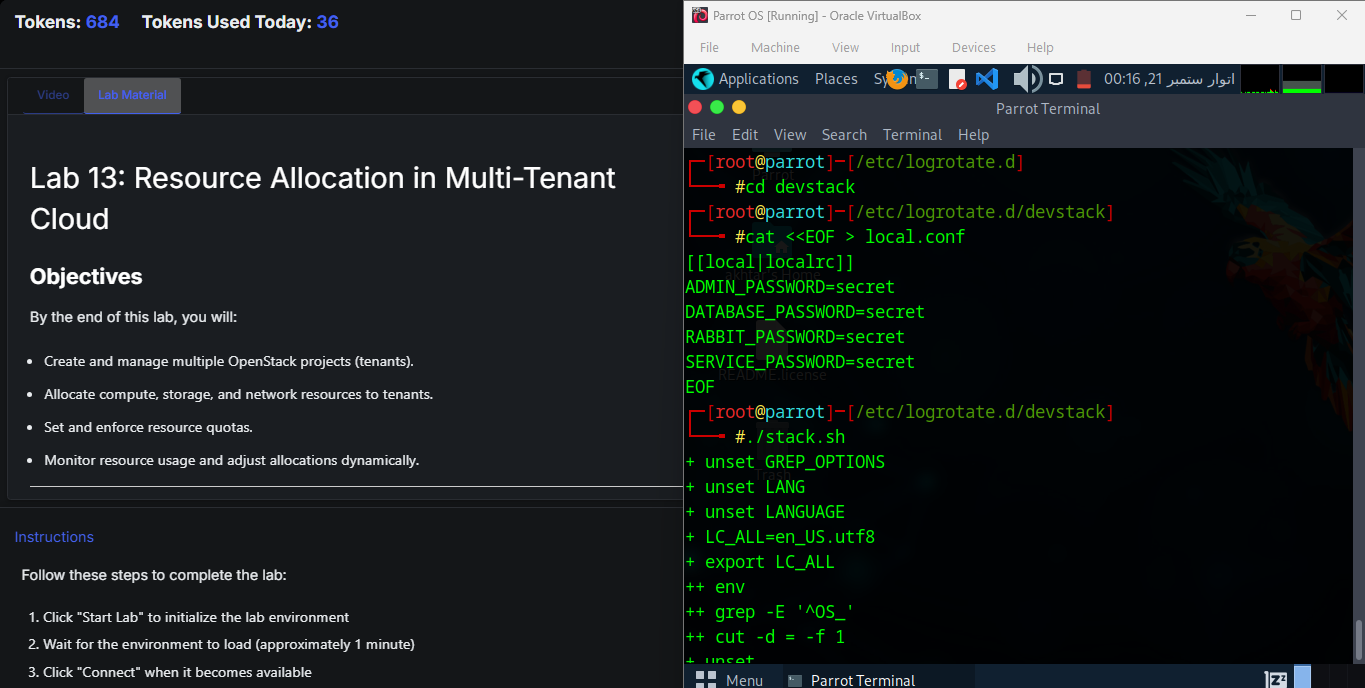 Tokens: 684 Tokens Used Today: 36
Video Lab Material
Lab 13: Resource Allocation in Multi-Tenant
Cloud
Objectives
By the end of this lab, you will:
• Create and manage multiple OpenStack projects (tenants).
• Allocate compute, storage, and network resources to tenants.
• Set and enforce resource quotas.
• Monitor resource usage and adjust allocations dynamically.
Instructions
Follow these steps to complete the lab:
1. Click "Start Lab" to initialize the lab environment
2. Wait for the environment to load (approximately 1 minute)
3. Click "Connect" when it becomes available
Parrot OS [Running] - Oracle VirtualBox
File Machine View Input Devices Help
Applications Places 00:16 ,21 اتوار ستمبر
Parrot Terminal
File Edit View Search Terminal Help
┌─[root@parrot]─[/etc/logrotate.d]
└──╼ #cd devstack
┌─[root@parrot]─[/etc/logrotate.d/devstack]
└──╼ #cat <<EOF > local.conf
[[local|localrc]]
ADMIN_PASSWORD=secret
DATABASE_PASSWORD=secret
RABBIT_PASSWORD=secret
SERVICE_PASSWORD=secret
README.license
EOF
┌─[root@parrot]─[/etc/logrotate.d/devstack]
└──╼ #./stack.sh
+ unset GREP_OPTIONS
Trash
+ unset LANG
+ unset LANGUAGE
+ LC_ALL=en_US.utf8
+ export LC_ALL
++ env
++ grep -E '^OS_'
++ cut -d = -f 1
+ unset
Menu Parrot Terminal